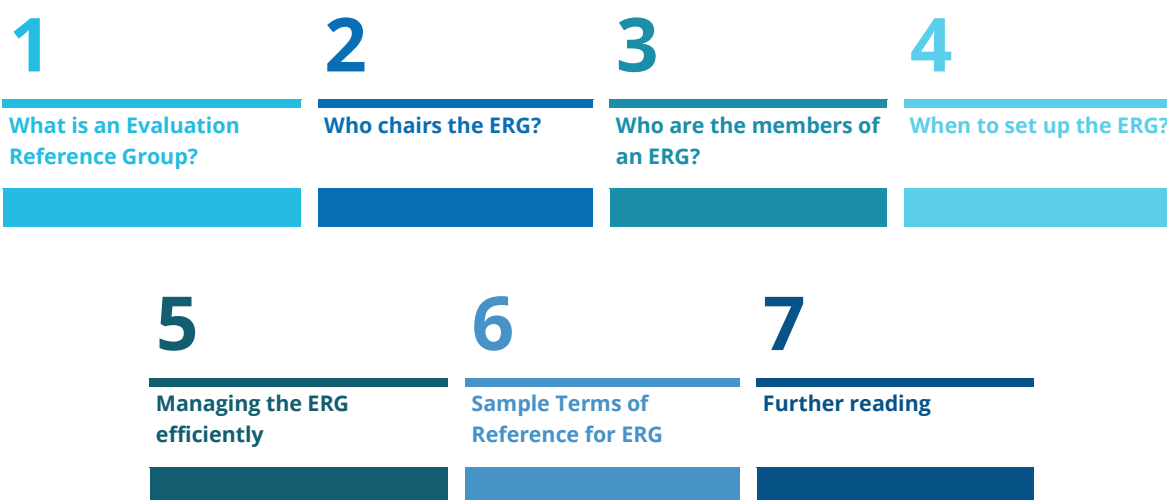 1
What is an Evaluation
Reference Group?
2
Who chairs the ERG?
3
Who are the members of
an ERG?
4
When to set up the ERG?
5
Managing the ERG
efficiently
6
Sample Terms of
Reference for ERG
7
Further reading